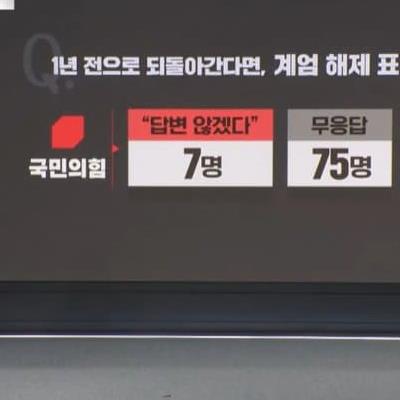 Q.
1년 전으로 되돌아간다면, 계엄 해제 표
"답변 않겠다" 무응답
국민의힘 7명 75명